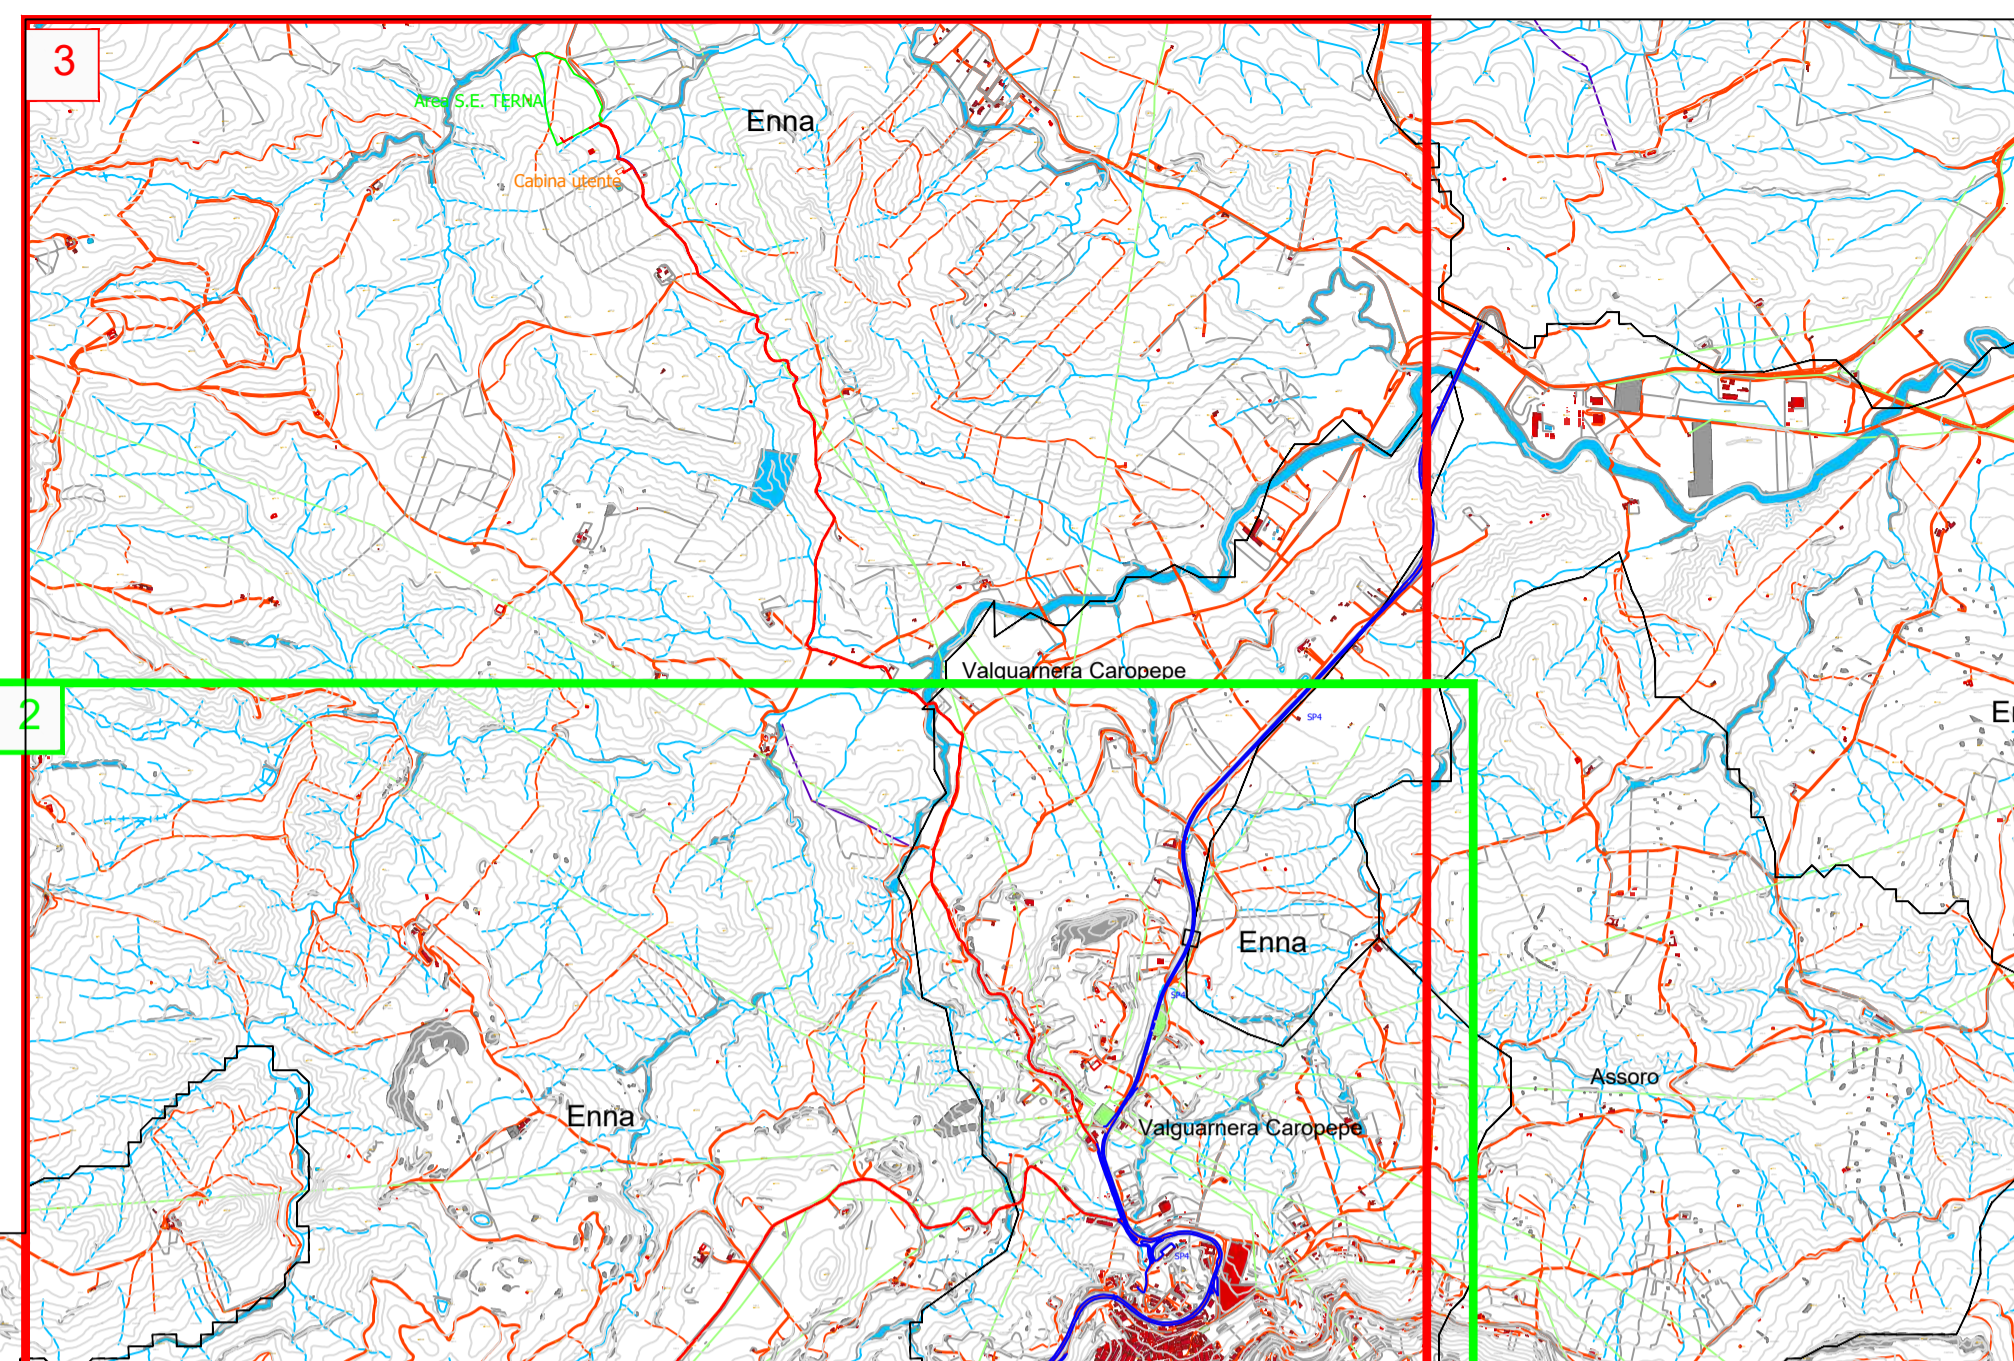 3
Area S.E. TERNA
Enna
Cabina utente
Valguarnera Caropepe
2
SP4
Enna
SP4
Assoro
Enna
Valguarnera Caropepe
SP4